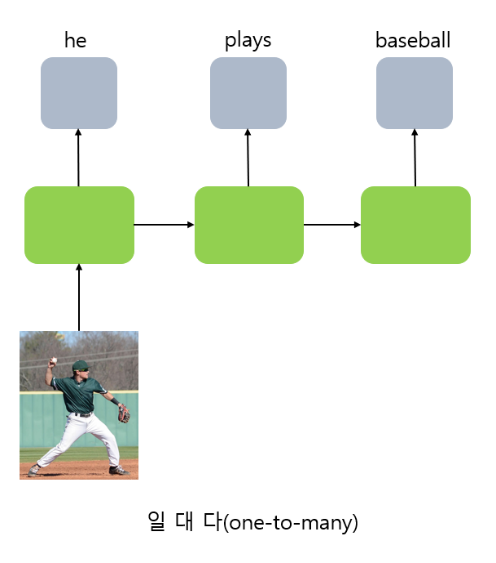 he plays baseball
일 대 다(one-to-many)